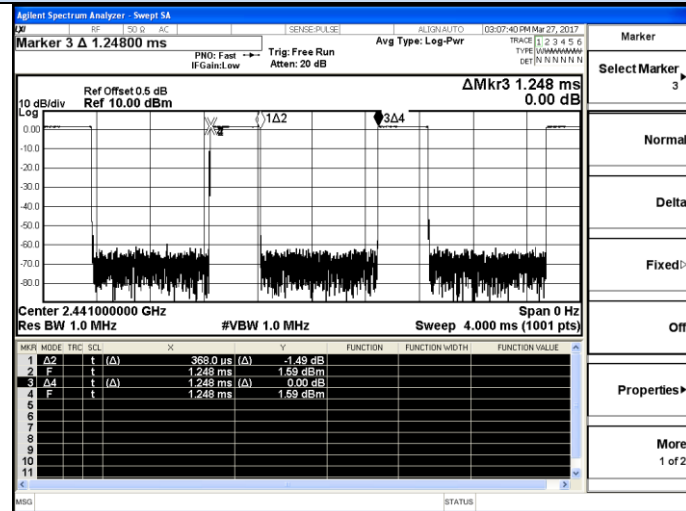 Agilent Spectrum Analyzer - Swept SA
LXI RF 50 Ω AC SENSE:PULSE ALIGN AUTO 03:07:40 PM Mar 27, 2017
Marker 3 Δ 1.24800 ms
PNO: Fast
IFGain:Low
Trig: Free Run
Atten: 20 dB
Avg Type: Log-Pwr
TRACE 1 2 3 4 5 6
TYPE
DET N N N N N N
Ref Offset 0.5 dB
10 dB/div Ref 10.00 dBm
Log
ΔMkr3 1.248 ms
0.00 dB
1Δ2
3Δ4
0.00
-10.0
-20.0
-30.0
-40.0
-50.0
-60.0
-70.0
-80.0
Center 2.441000000 GHz Span 0 Hz
Res BW 1.0 MHz #VBW 1.0 MHz Sweep 4.000 ms (1001 pts)
MKR MODE TRC SCL X Y FUNCTION FUNCTION WIDTH FUNCTION VALUE
1 Δ2 t (Δ) 368.0 µs (Δ) -1.49 dB
2 F t 1.248 ms 1.59 dBm
3 Δ4 t (Δ) 1.248 ms (Δ) 0.00 dB
4 F t 1.248 ms 1.59 dBm
5
6
7
8
9
10
11
MSG STATUS
Marker
Select Marker
3
Normal
Delta
Fixed
Off
Properties
More
1 of 2